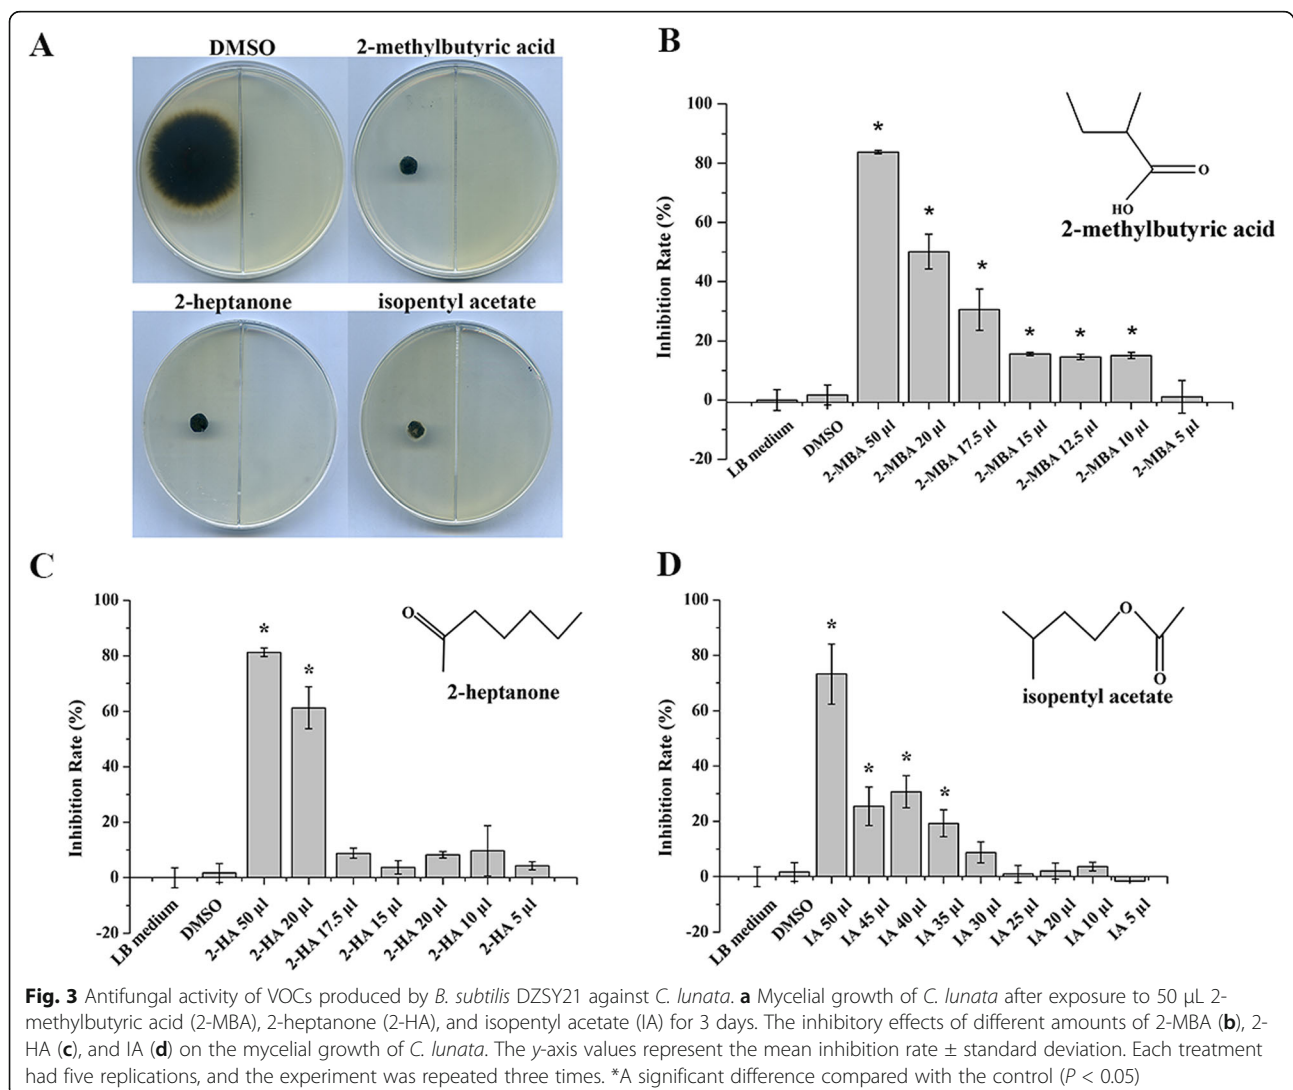 A
DMSO
2-methylbutyric acid
2-heptanone
isopentyl acetate
B
Inhibition Rate (%)
100
80
60
40
20
0
-20
*
*
*
*
*
*
O
HO
2-methylbutyric acid
LB medium
DMSO
2-MBA 50 µl
2-MBA 20 µl
2-MBA 17.5 µl
2-MBA 15 µl
2-MBA 12.5 µl
2-MBA 10 µl
2-MBA 5 µl
C
Inhibition Rate (%)
100
80
60
40
20
0
-20
*
*
O
2-heptanone
LB medium
DMSO
2-HA 50 µl
2-HA 20 µl
2-HA 17.5 µl
2-HA 15 µl
2-HA 20 µl
2-HA 10 µl
2-HA 5 µl
D
Inhibition Rate (%)
100
80
60
40
20
0
-20
*
*
*
*
O
O
isopentyl acetate
LB medium
DMSO
IA 50 µl
IA 45 µl
IA 40 µl
IA 35 µl
IA 30 µl
IA 25 µl
IA 20 µl
IA 10 µl
IA 5 µl
Fig. 3 Antifungal activity of VOCs produced by B. subtilis DZSY21 against C. lunata. a Mycelial growth of C. lunata after exposure to 50 µL 2-
methylbutyric acid (2-MBA), 2-heptanone (2-HA), and isopentyl acetate (IA) for 3 days. The inhibitory effects of different amounts of 2-MBA (b), 2-
HA (c), and IA (d) on the mycelial growth of C. lunata. The y-axis values represent the mean inhibition rate ± standard deviation. Each treatment
had five replications, and the experiment was repeated three times. *A significant difference compared with the control (P < 0.05)